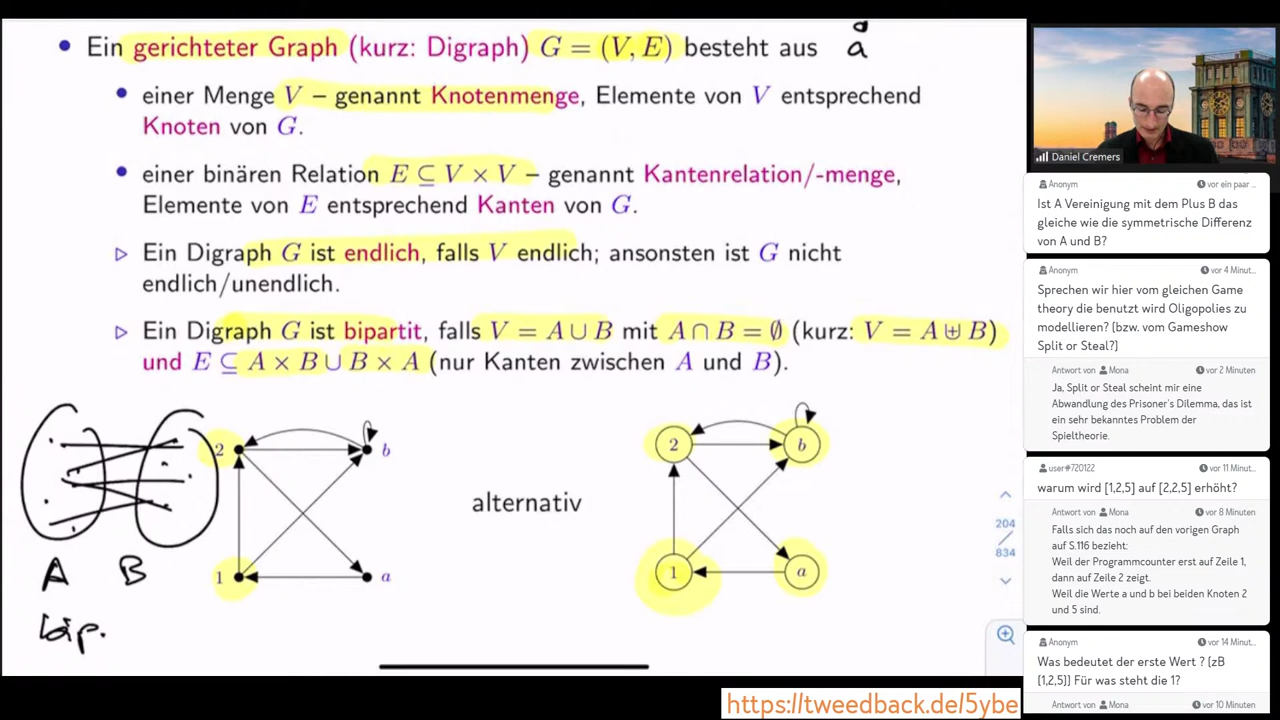 • Ein gerichteter Graph (kurz: Digraph) G = (V, E) besteht aus
a
• einer Menge V – genannt Knotenmenge, Elemente von V entsprechend
Knoten von G.
• einer binären Relation E ⊆ V × V – genannt Kantenrelation/-menge,
Elemente von E entsprechend Kanten von G.
▷ Ein Digraph G ist endlich, falls V endlich; ansonsten ist G nicht
endlich/unendlich.
▷ Ein Digraph G ist bipartit, falls V = A ∪ B mit A ∩ B = ∅ (kurz: V = A ⊎ B)
und E ⊆ A × B ∪ B × A (nur Kanten zwischen A und B).
2
b
1
a
alternativ
2
b
1
a
A B
bip.
204
834
Daniel Cremers
Anonym vor ein paar ...
Ist A Vereinigung mit dem Plus B das
gleiche wie die symmetrische Differenz
von A und B?
Anonym vor 4 Minut...
Sprechen wir hier vom gleichen Game
theory die benutzt wird Oligopolies zu
modellieren? [bzw. vom Gameshow
Split or Steal?]
Antwort von Mona vor 2 Minuten
Ja, Split or Steal scheint mir eine
Abwandlung des Prisoner's Dilemma, das ist
ein sehr bekanntes Problem der
Spieltheorie.
user#720122 vor 11 Minut...
warum wird [1,2,5] auf [2,2,5] erhöht?
Antwort von Mona vor 8 Minuten
Falls sich das noch auf den vorigen Graph
auf S.116 bezieht:
Weil der Programmcounter erst auf Zeile 1,
dann auf Zeile 2 zeigt.
Weil die Werte a und b bei beiden Knoten 2
und 5 sind.
Anonym vor 14 Minut...
Was bedeutet der erste Wert ? [zB
[1,2,5]] Für was steht die 1?
Antwort von Mona vor 10 Minuten
https://tweedback.de/5ybe